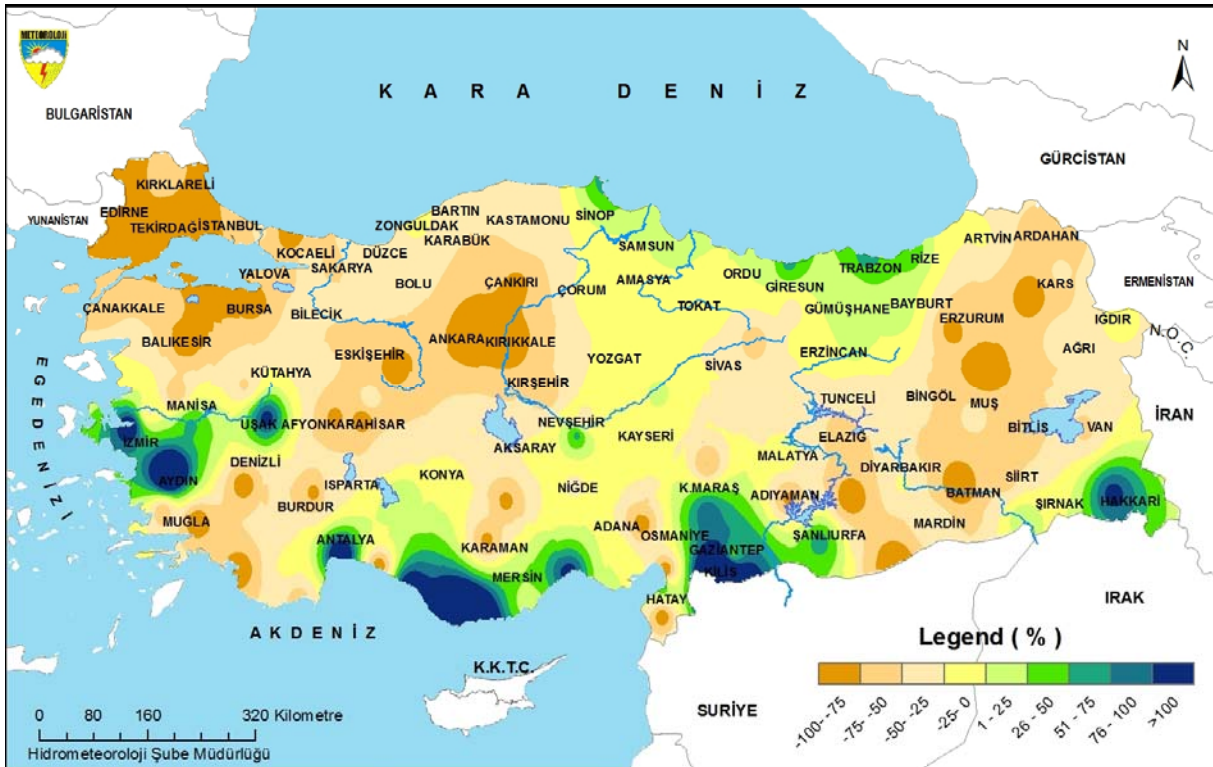 METEOROLOJİ
N
K A R A D E N İ Z
BULGARİSTAN
GÜRCİSTAN
KIRKLARELİ
YUNANİSTAN
EDİRNE
TEKİRDAĞ
İSTANBUL
BARTIN
ZONGULDAK
KASTAMONU
SİNOP
KARABÜK
KOCAELİ
DÜZCE
SAKARYA
YALOVA
SAMSUN
ARTVİN
ARDAHAN
RİZE
TRABZON
ORDU
GİRESUN
AMASYA
TOKAT
ÇORUM
BOLU
ÇANKIRI
KARS
ERMENİSTAN
ÇANAKKALE
BURSA
BİLECİK
GÜMÜŞHANE
BAYBURT
ERZURUM
IĞDIR
N.Ö.C.
BALIKESİR
ANKARA
KIRIKKALE
ESKİŞEHİR
YOZGAT
SİVAS
ERZİNCAN
AĞRI
KÜTAHYA
KIRŞEHİR
TUNCELİ
BİNGÖL
MUŞ
İRAN
E G E D E N İ Z İ
MANİSA
UŞAK
AFYONKARAHİSAR
NEVŞEHİR
AKSARAY
KAYSERİ
ELAZIĞ
BİTLİS
VAN
İZMİR
DENİZLİ
MALATYA
DİYARBAKIR
AYDIN
ISPARTA
KONYA
NİĞDE
K.MARAŞ
ADIYAMAN
BATMAN
SİİRT
BURDUR
ŞIRNAK
HAKKARİ
MUĞLA
ADANA
OSMANİYE
MARDİN
ŞANLIURFA
ANTALYA
KARAMAN
GAZİANTEP
KİLİS
MERSİN
HATAY
IRAK
A K D E N İ Z
K.K.T.C.
SURİYE
Legend ( % )
-100--75
-75--50
-50--25
-25- 0
1 - 25
26 - 50
51 - 75
76 - 100
>100
0 80 160 320 Kilometre
Hidrometeoroloji Şube Müdürlüğü